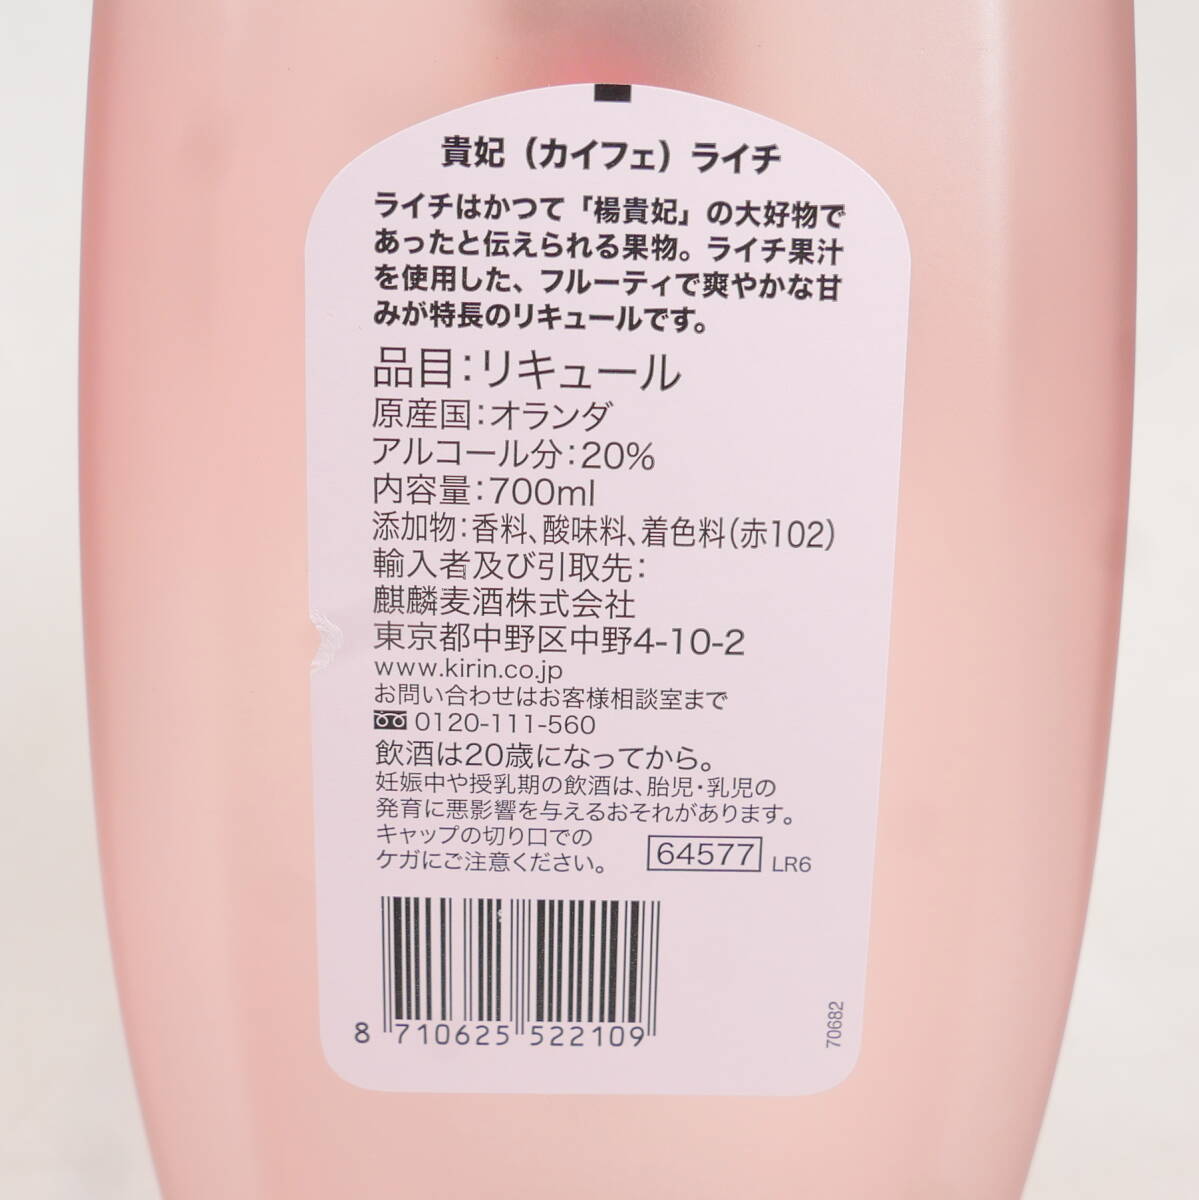 貴妃（カイフェ）ライチ
ライチはかつて「楊貴妃」の大好物で
あったと伝えられる果物。ライチ果汁
を使用した、フルーティで爽やかな甘
みが特長のリキュールです。
品目：リキュール
原産国：オランダ
アルコール分：20%
内容量：700ml
添加物：香料、酸味料、着色料(赤102)
輸入者及び引取先：
麒麟麦酒株式会社
東京都中野区中野4-10-2
www.kirin.co.jp
お問い合わせはお客様相談室まで
0120-111-560
飲酒は20歳になってから。
妊娠中や授乳期の飲酒は、胎児・乳児の
発育に悪影響を与えるおそれがあります。
キャップの切り口での
ケガにご注意ください。
64577 LR6
8 710625 522109
70682